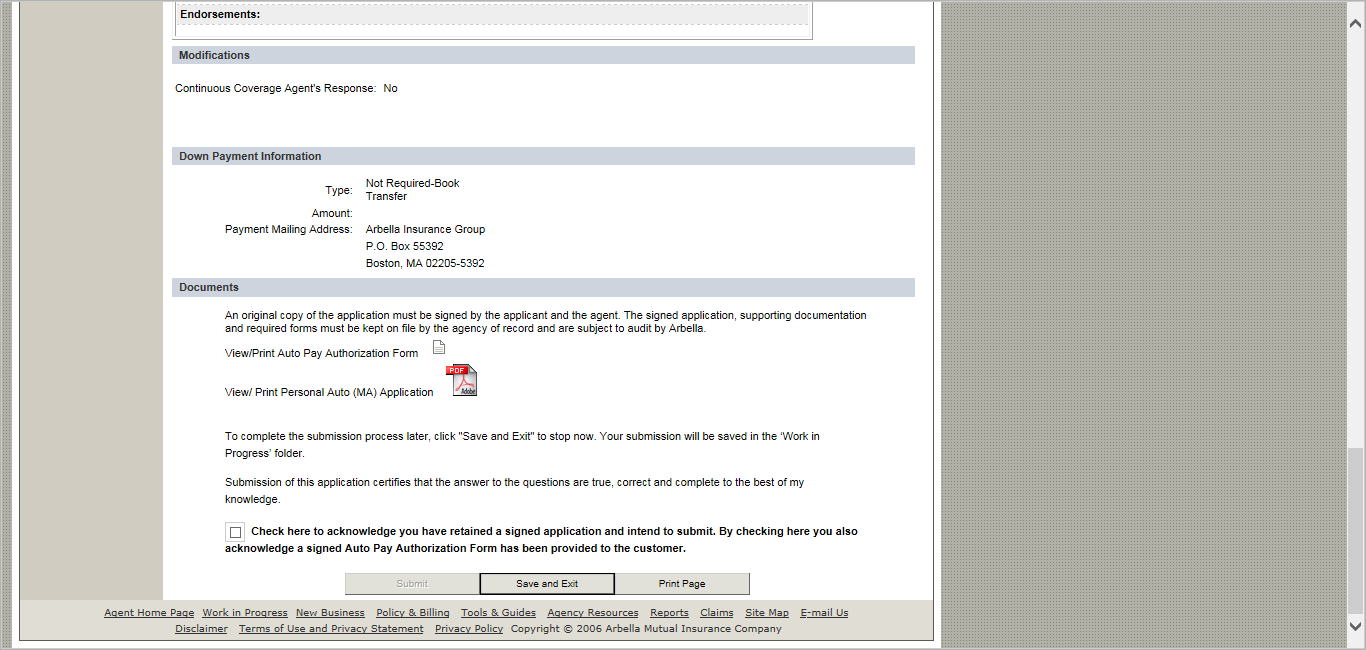 Endorsements:
Modifications
Continuous Coverage Agent's Response: No
Down Payment Information
Type: Not Required-Book
Transfer
Amount:
Payment Mailing Address: Arbella Insurance Group
P.O. Box 55392
Boston, MA 02205-5392
Documents
An original copy of the application must be signed by the applicant and the agent. The signed application, supporting documentation
and required forms must be kept on file by the agency of record and are subject to audit by Arbella.
View/Print Auto Pay Authorization Form
PDF
Adobe
View/ Print Personal Auto (MA) Application
To complete the submission process later, click "Save and Exit" to stop now. Your submission will be saved in the 'Work in
Progress' folder.
Submission of this application certifies that the answer to the questions are true, correct and complete to the best of my
knowledge.
Check here to acknowledge you have retained a signed application and intend to submit. By checking here you also
acknowledge a signed Auto Pay Authorization Form has been provided to the customer.
Submit Save and Exit Print Page
Agent Home Page Work in Progress New Business Policy & Billing Tools & Guides Agency Resources Reports Claims Site Map E-mail Us
Disclaimer Terms of Use and Privacy Statement Privacy Policy Copyright © 2006 Arbella Mutual Insurance Company